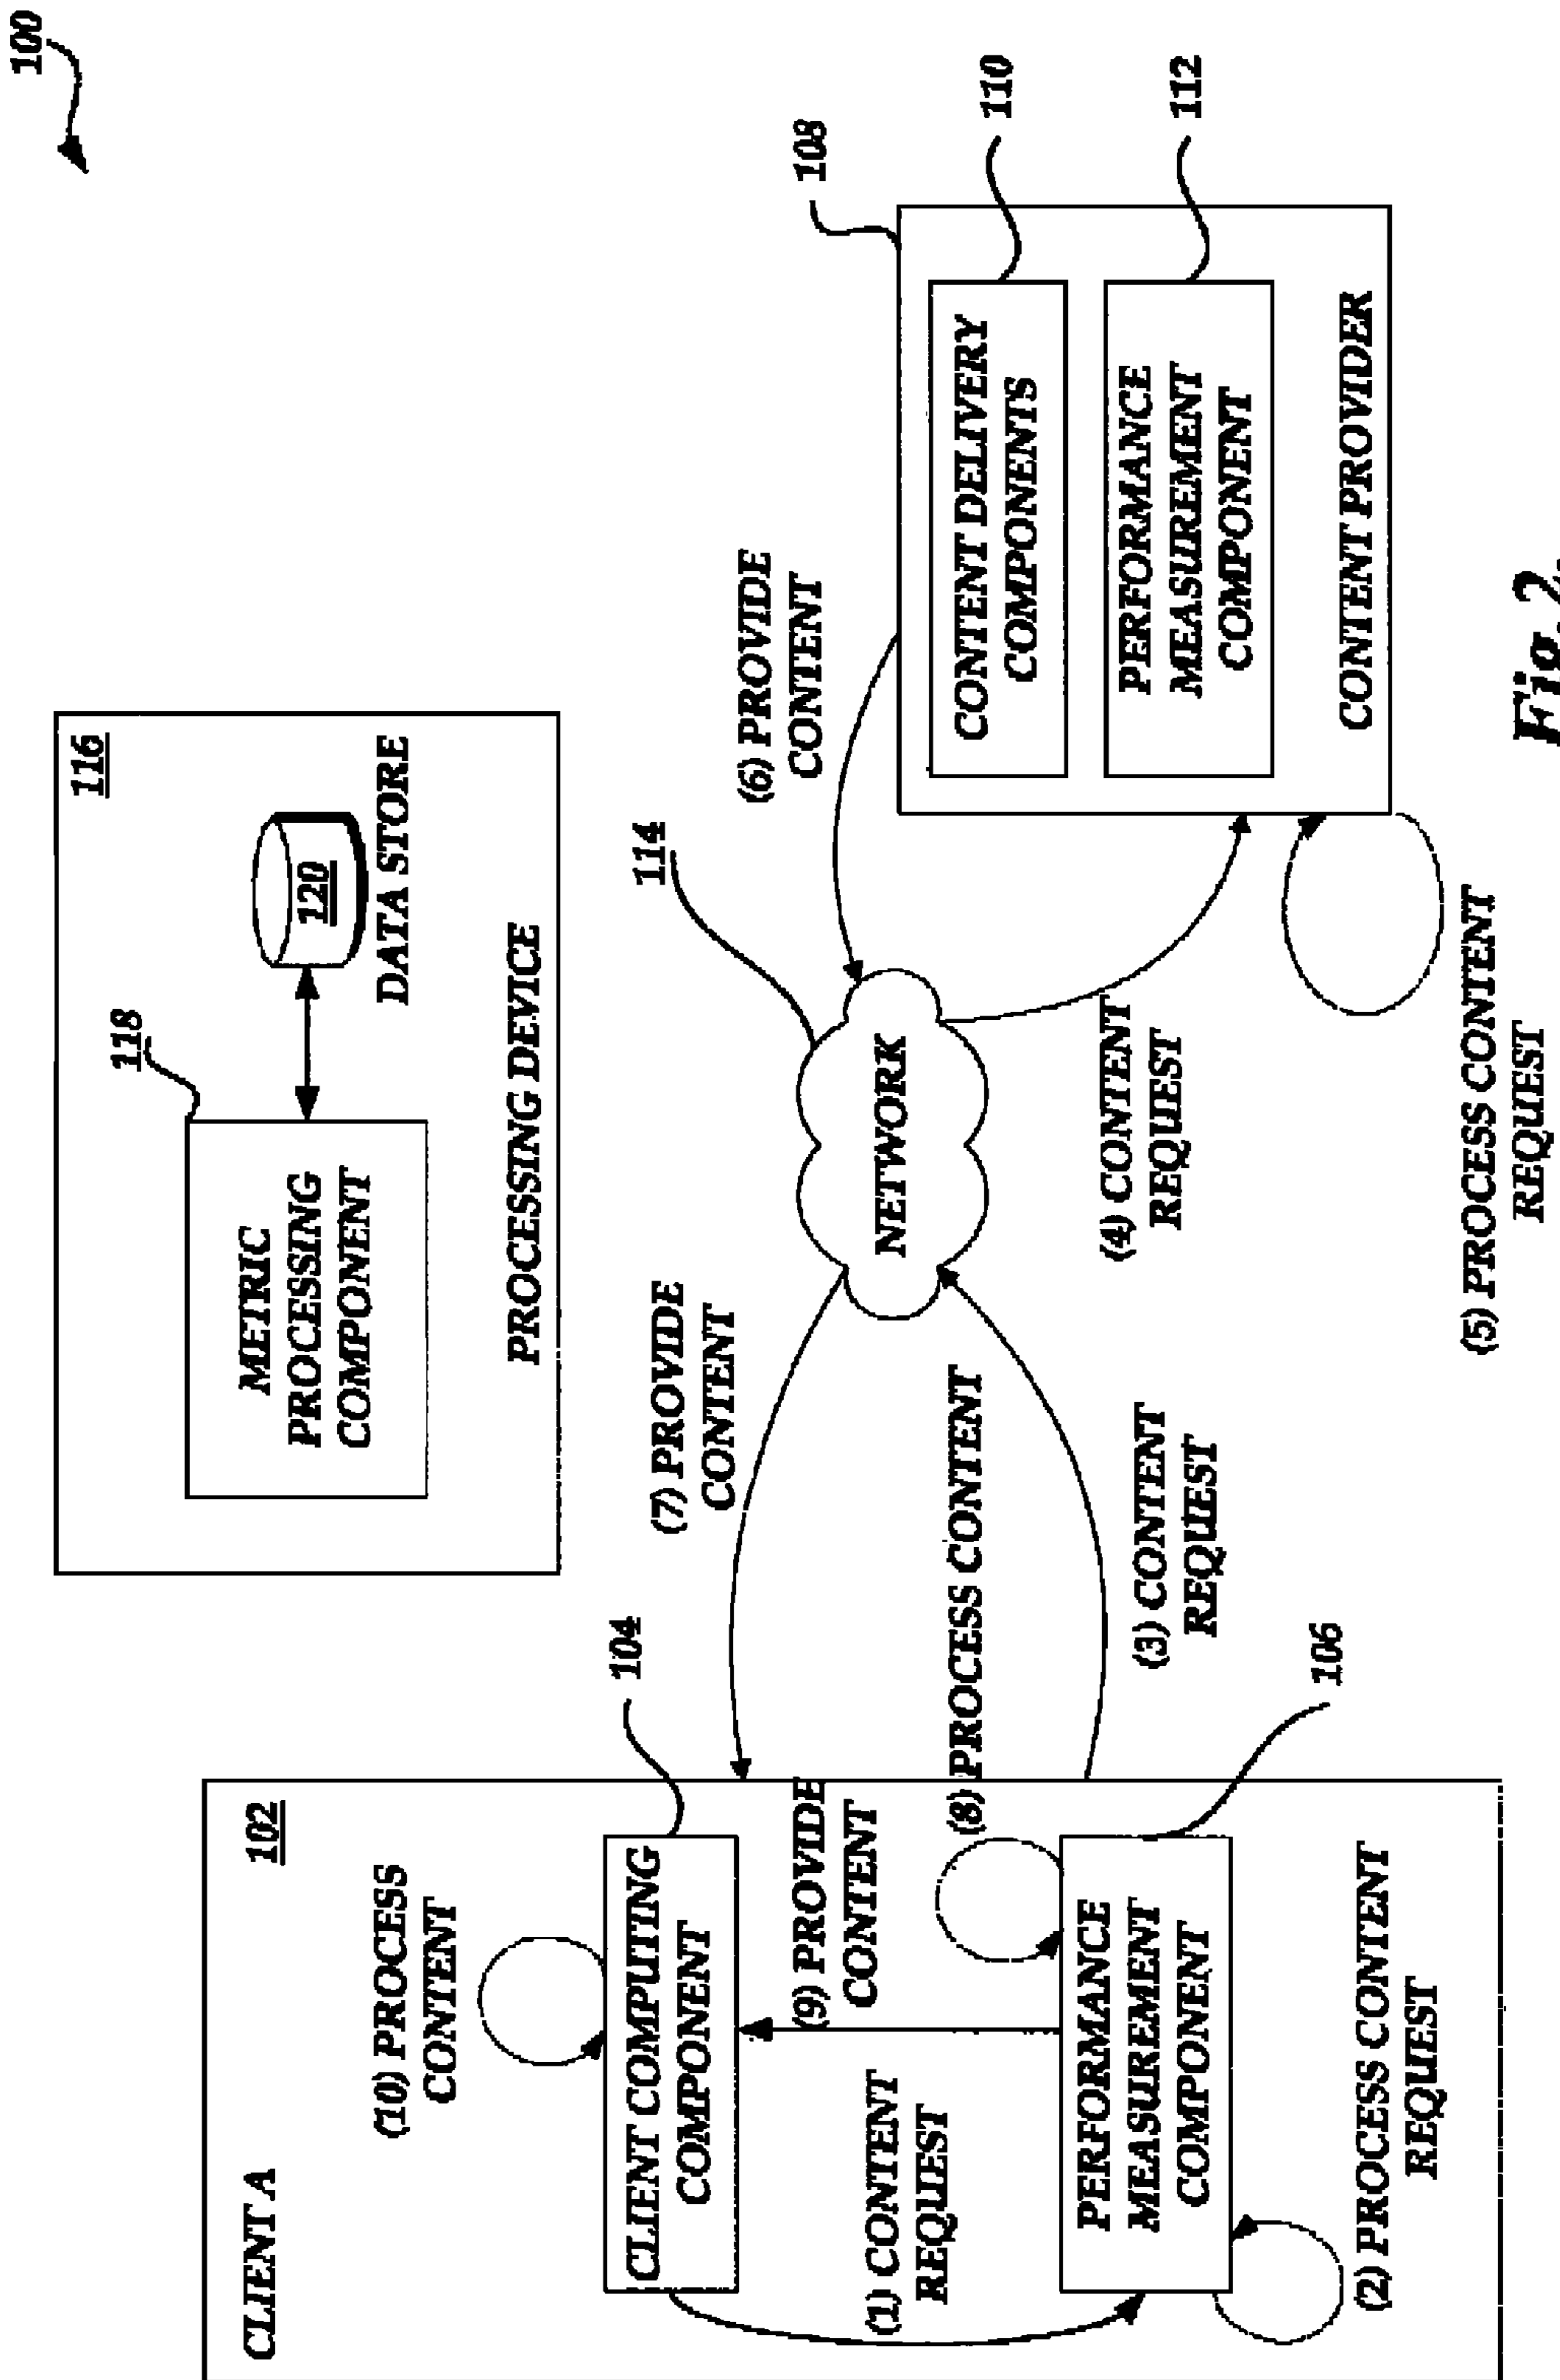 100
116
118
METRIC
PROCESSING
COMPONENT
120
DATA STORE
PROCESSING DEVICE
CLIENT A
102
(10) PROCESS
CONTENT
104
CLIENT COMPUTING
COMPONENT
(1) CONTENT
REQUEST
(9) PROVIDE
CONTENT
(8) PROCESS CONTENT
PERFORMANCE
MEASUREMENT
COMPONENT
106
(2) PROCESS CONTENT
REQUEST
(7) PROVIDE
CONTENT
(3) CONTENT
REQUEST
114
NETWORK
(6) PROVIDE
CONTENT
(4) CONTENT
REQUEST
108
110
CONTENT DELIVERY
COMPONENTS
112
PERFORMANCE
MEASUREMENT
COMPONENT
CONTENT PROVIDER
(5) PROCESS CONTENT
REQUEST
Fig.2.